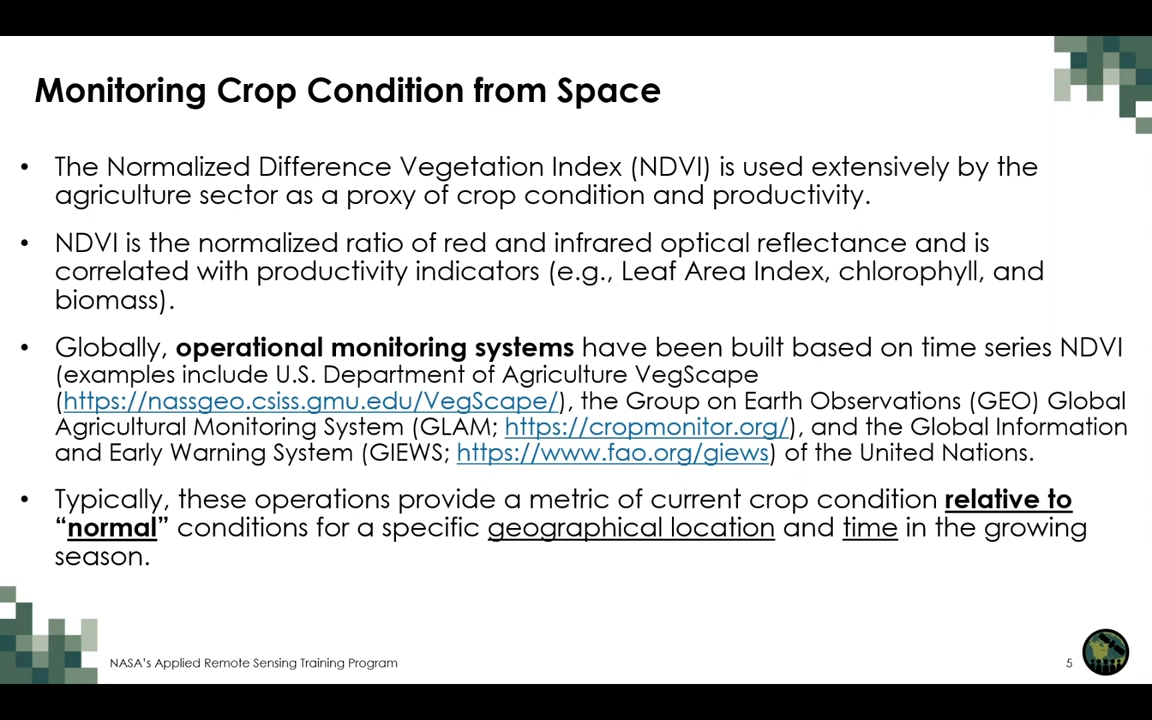 Monitoring Crop Condition from Space
• The Normalized Difference Vegetation Index (NDVI) is used extensively by the
agriculture sector as a proxy of crop condition and productivity.
• NDVI is the normalized ratio of red and infrared optical reflectance and is
correlated with productivity indicators (e.g., Leaf Area Index, chlorophyll, and
biomass).
• Globally, operational monitoring systems have been built based on time series NDVI
(examples include U.S. Department of Agriculture VegScape
(https://nassgeo.csiss.gmu.edu/VegScape/), the Group on Earth Observations (GEO) Global
Agricultural Monitoring System (GLAM; https://cropmonitor.org/), and the Global Information
and Early Warning System (GIEWS; https://www.fao.org/giews) of the United Nations.
• Typically, these operations provide a metric of current crop condition relative to
“normal” conditions for a specific geographical location and time in the growing
season.
NASA’s Applied Remote Sensing Training Program
5